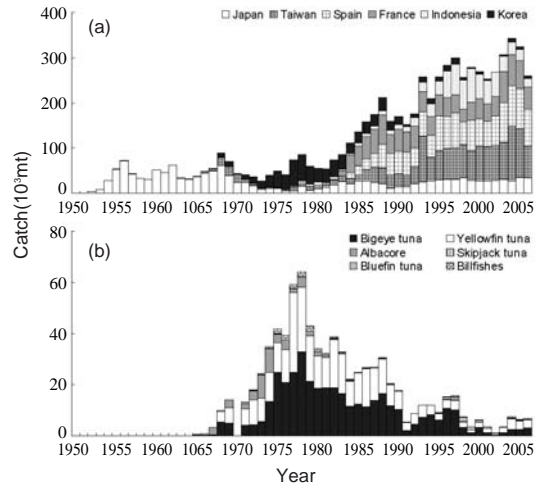 Japan Taiwan Spain France Indonesia Korea
(a)
400
300
200
100
0
1950 1955 1960 1965 1970 1975 1980 1985 1990 1995 2000 2005
Catch(10³mt)
(b)
Bigeye tuna Yellowfin tuna
Albacore Skipjack tuna
Bluefin tuna Billfishes
80
60
40
20
0
1950 1955 1960 1965 1970 1975 1980 1985 1990 1995 2000 2005
Year